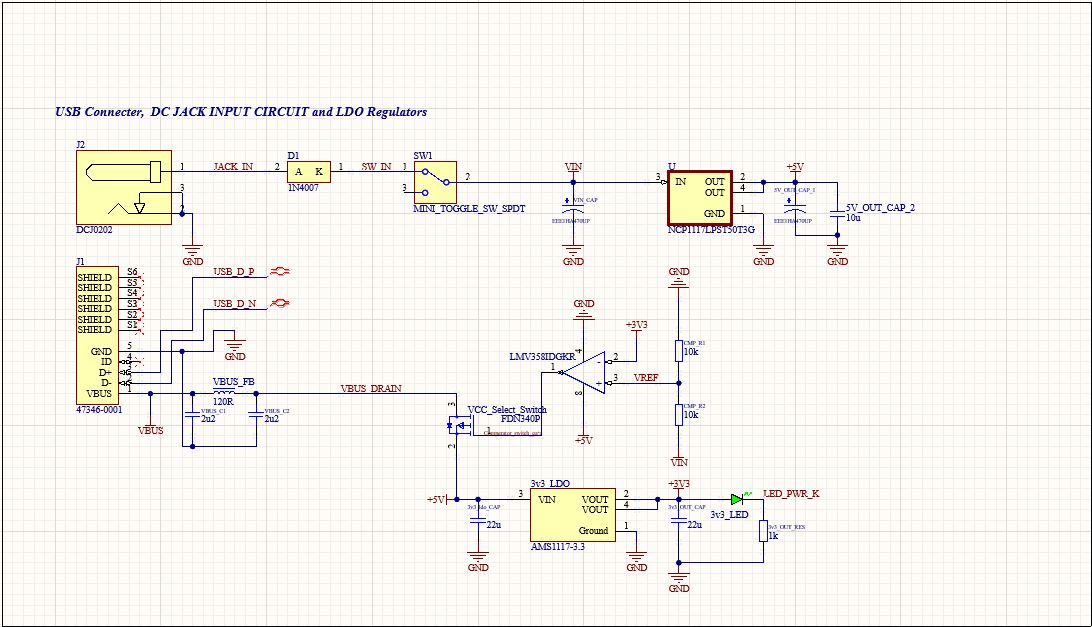 USB Connecter, DC JACK INPUT CIRCUIT and LDO Regulators
J2
1
3
2
DCJ0202
GND
JACK_IN
D1
2
A K
1
1N4007
SW_IN
SW1
1
3
2
MINI_TOGGLE_SW_SPDT
VIN
VIN_CAP
EEE1HA470UP
GND
U
3
IN
OUT
OUT
GND
2
4
1
NCP1117LPST50T3G
GND
+5V
5V_OUT_CAP_1
EEE1HA470UP
5V_OUT_CAP_2
10u
GND
J1
SHIELD S6
SHIELD S5
SHIELD S4
SHIELD S3
SHIELD S2
SHIELD S1
GND 5
ID 4
D+ 3
D- 2
VBUS 1
47346-0001
USB_D_P
USB_D_N
GND
VBUS
VBUS_FB
120R
VBUS_C1
2u2
VBUS_C2
2u2
VBUS_DRAIN
3
VCC_Select_Switch
FDN340P
1
2
GND
4
LMV358IDGKR
1
2
-
3
+
8
+5V
+3V3
VREF
GND
CMP_R1
10k
CMP_R2
10k
VIN
+5V
3v3_ldo_CAP
22u
GND
3v3_LDO
3
VIN
VOUT
VOUT
Ground
2
4
1
AMS1117-3.3
GND
+3V3
3v3_OUT_CAP
22u
GND
3v3_LED
LED_PWR_K
3v3_OUT_RES
1k